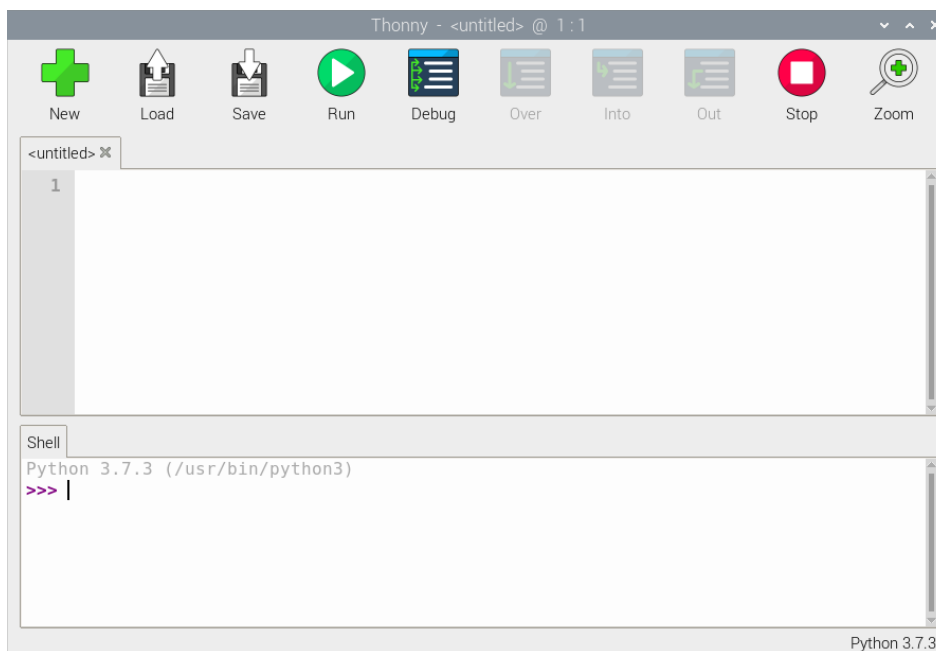 Thonny - <untitled> @ 1:1
New Load Save Run Debug Over Into Out Stop Zoom
<untitled>
1
Shell
Python 3.7.3 (/usr/bin/python3)
>>>
Python 3.7.3